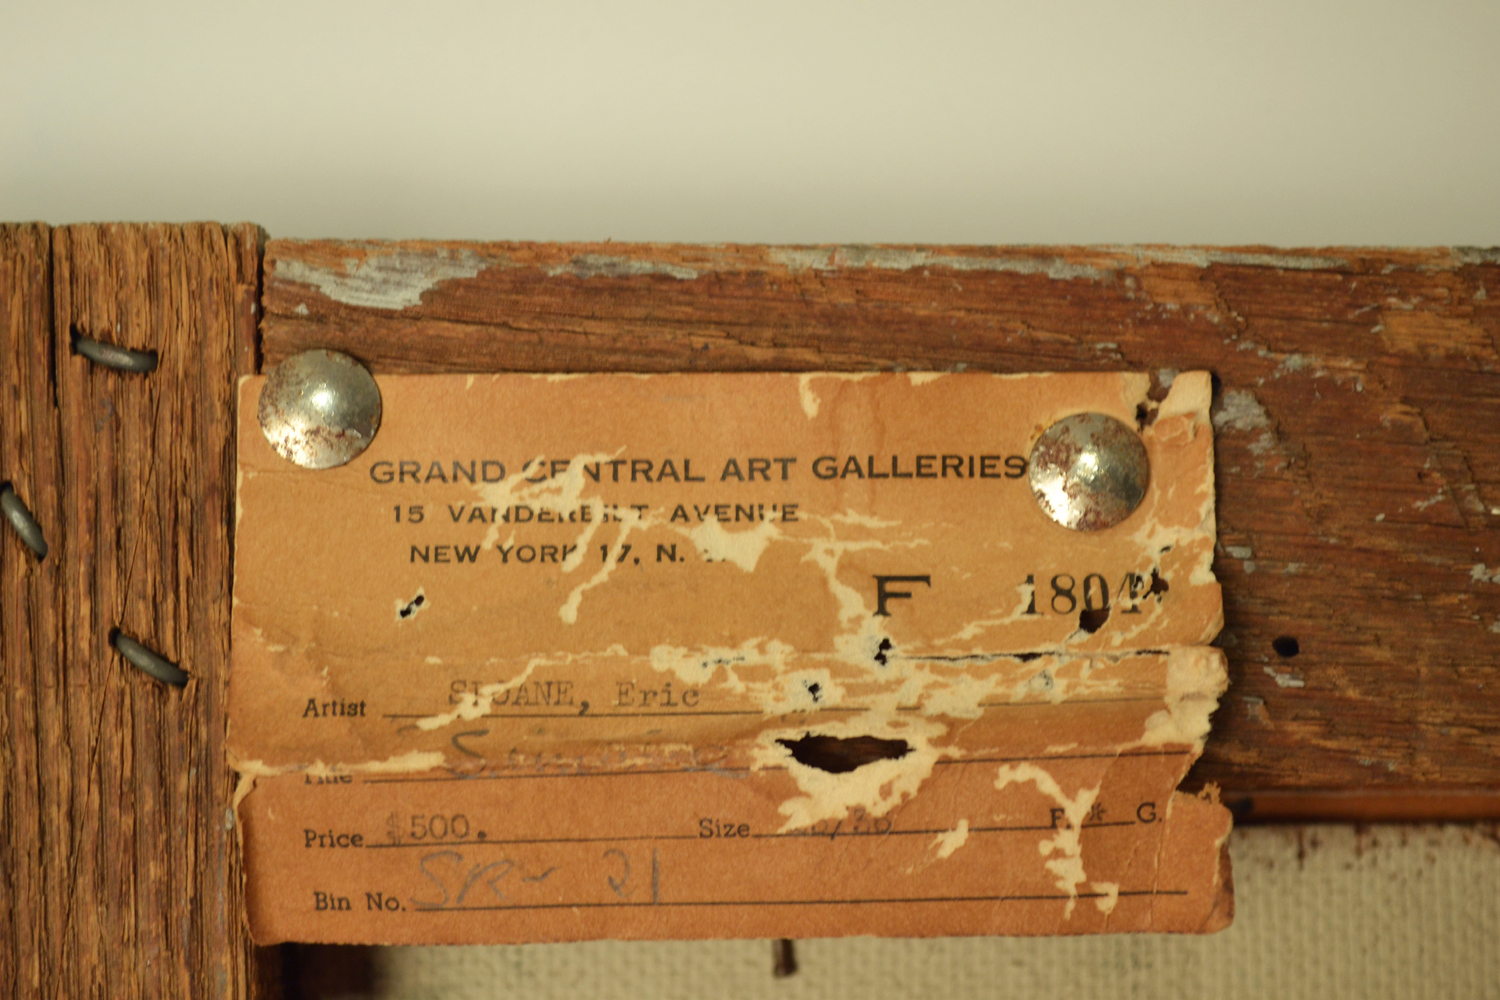 GRAND CENTRAL ART GALLERIES
15 VANDERBILT AVENUE
NEW YORK 17, N.
F 1804
Artist SLOANE, Eric
Title
Price $500.
Size
F. * G.
Bin No. SR- 21